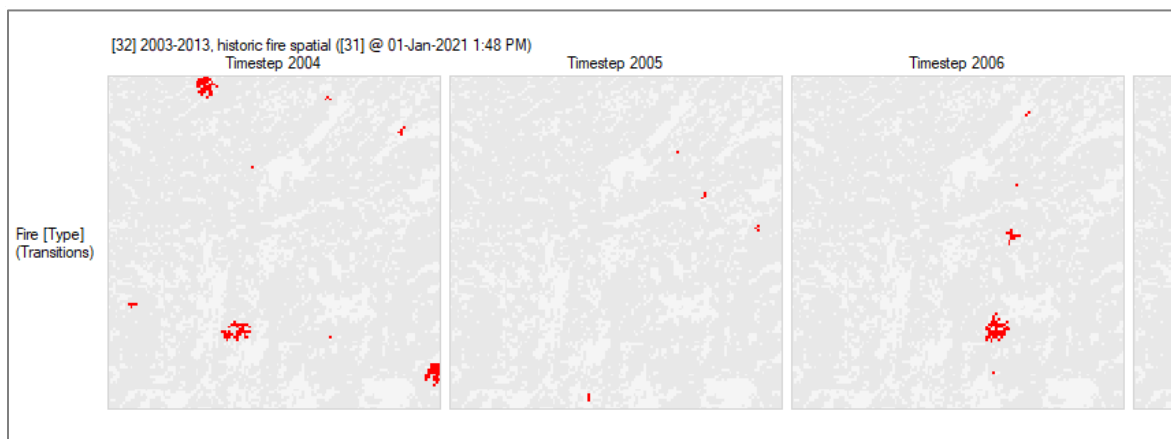 [32] 2003-2013, historic fire spatial ([31] @ 01-Jan-2021 1:48 PM)
Timestep 2004
Timestep 2005
Timestep 2006
Fire [Type]
(Transitions)